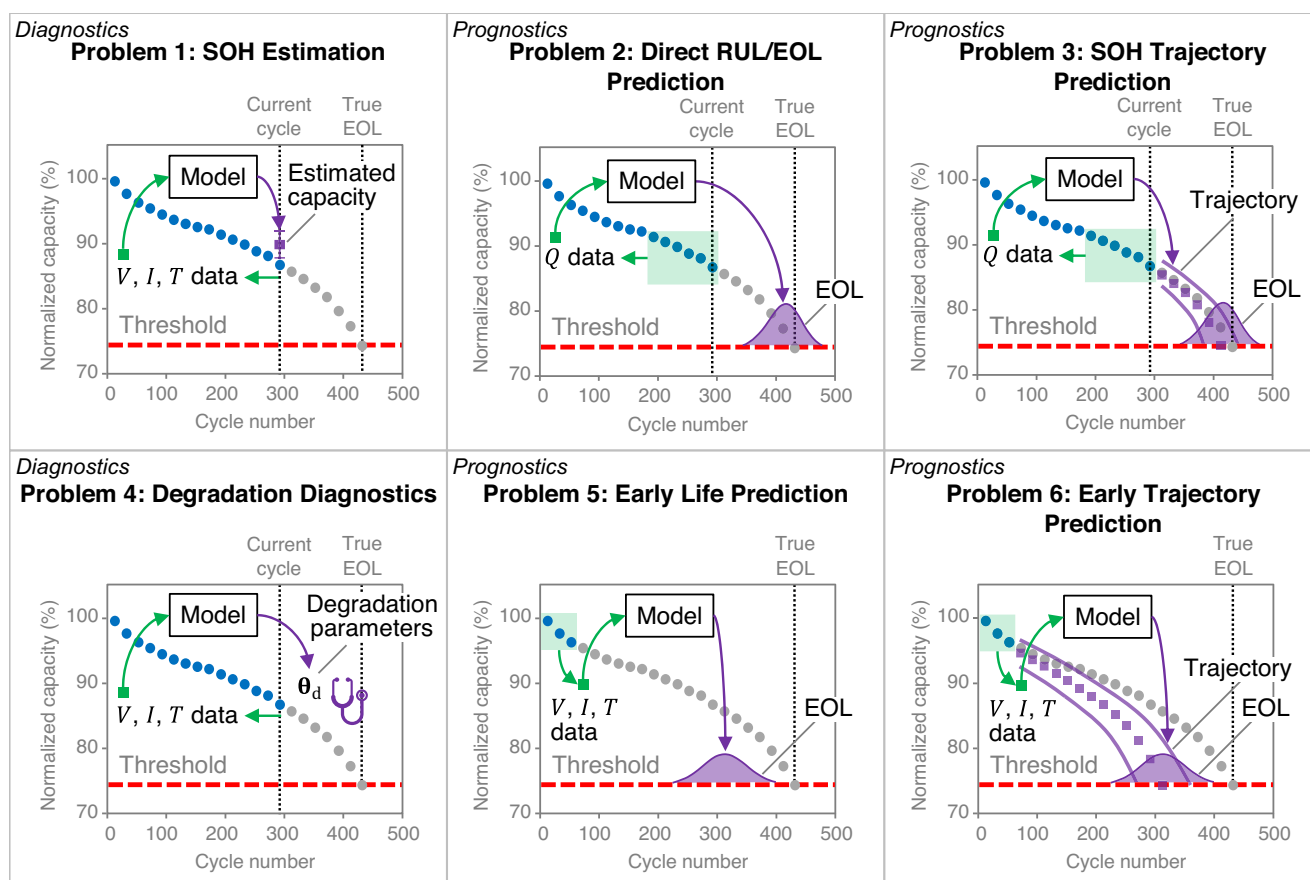 Diagnostics
Problem 1: SOH Estimation
Current
cycle
True
EOL
Model
Estimated
capacity
V, I, T data
Threshold
Normalized capacity (%)
100
90
80
70
0 100 200 300 400 500
Cycle number
Prognostics
Problem 2: Direct RUL/EOL
Prediction
Current
cycle
True
EOL
Model
Q data
EOL
Threshold
Normalized capacity (%)
100
90
80
70
0 100 200 300 400 500
Cycle number
Prognostics
Problem 3: SOH Trajectory
Prediction
Current
cycle
True
EOL
Model
Trajectory
Q data
EOL
Threshold
Normalized capacity (%)
100
90
80
70
0 100 200 300 400 500
Cycle number
Diagnostics
Problem 4: Degradation Diagnostics
Current
cycle
True
EOL
Model
Degradation
parameters
θd
V, I, T data
Threshold
Normalized capacity (%)
100
90
80
70
0 100 200 300 400 500
Cycle number
Prognostics
Problem 5: Early Life Prediction
True
EOL
Model
V, I, T
data
EOL
Threshold
Normalized capacity (%)
100
90
80
70
0 100 200 300 400 500
Cycle number
Prognostics
Problem 6: Early Trajectory
Prediction
True
EOL
Model
Trajectory
V, I, T
data
EOL
Threshold
Normalized capacity (%)
100
90
80
70
0 100 200 300 400 500
Cycle number